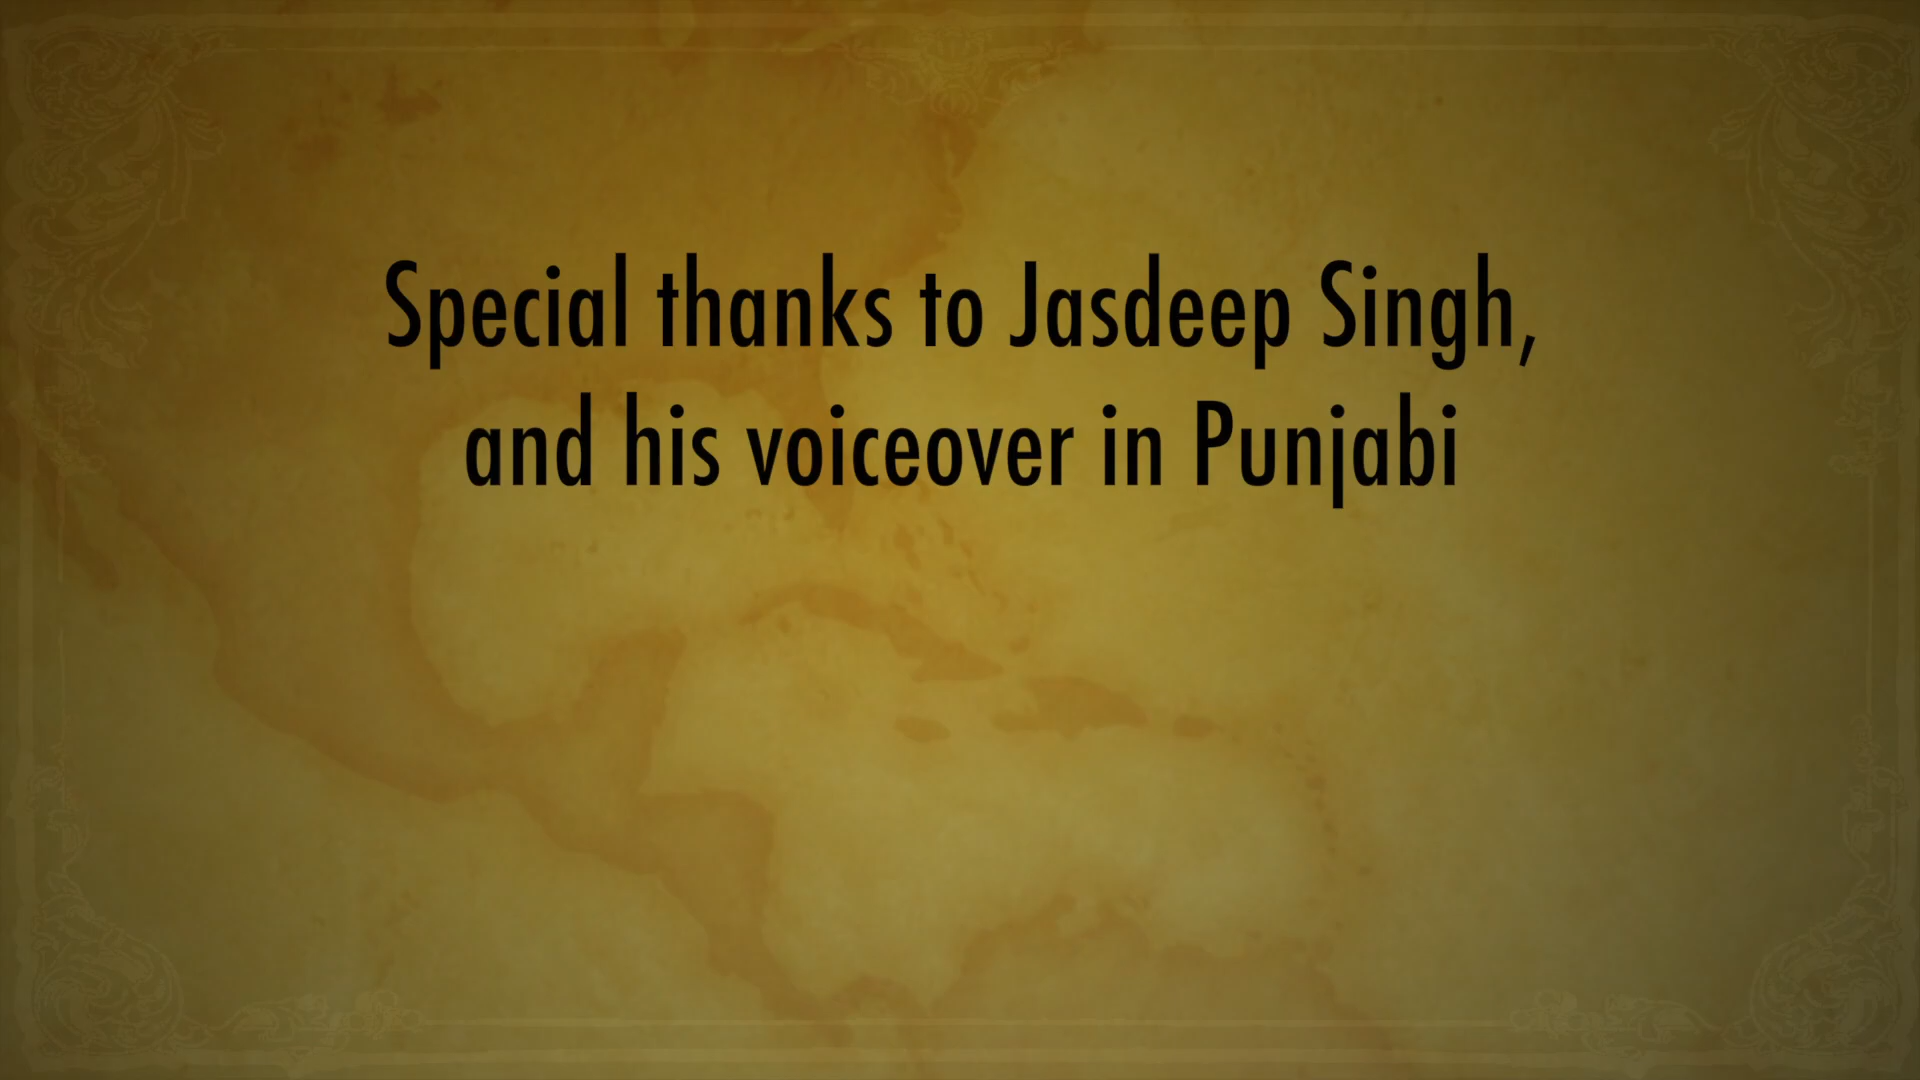 Special thanks to Jasdeep Singh,
and his voiceover in Punjabi